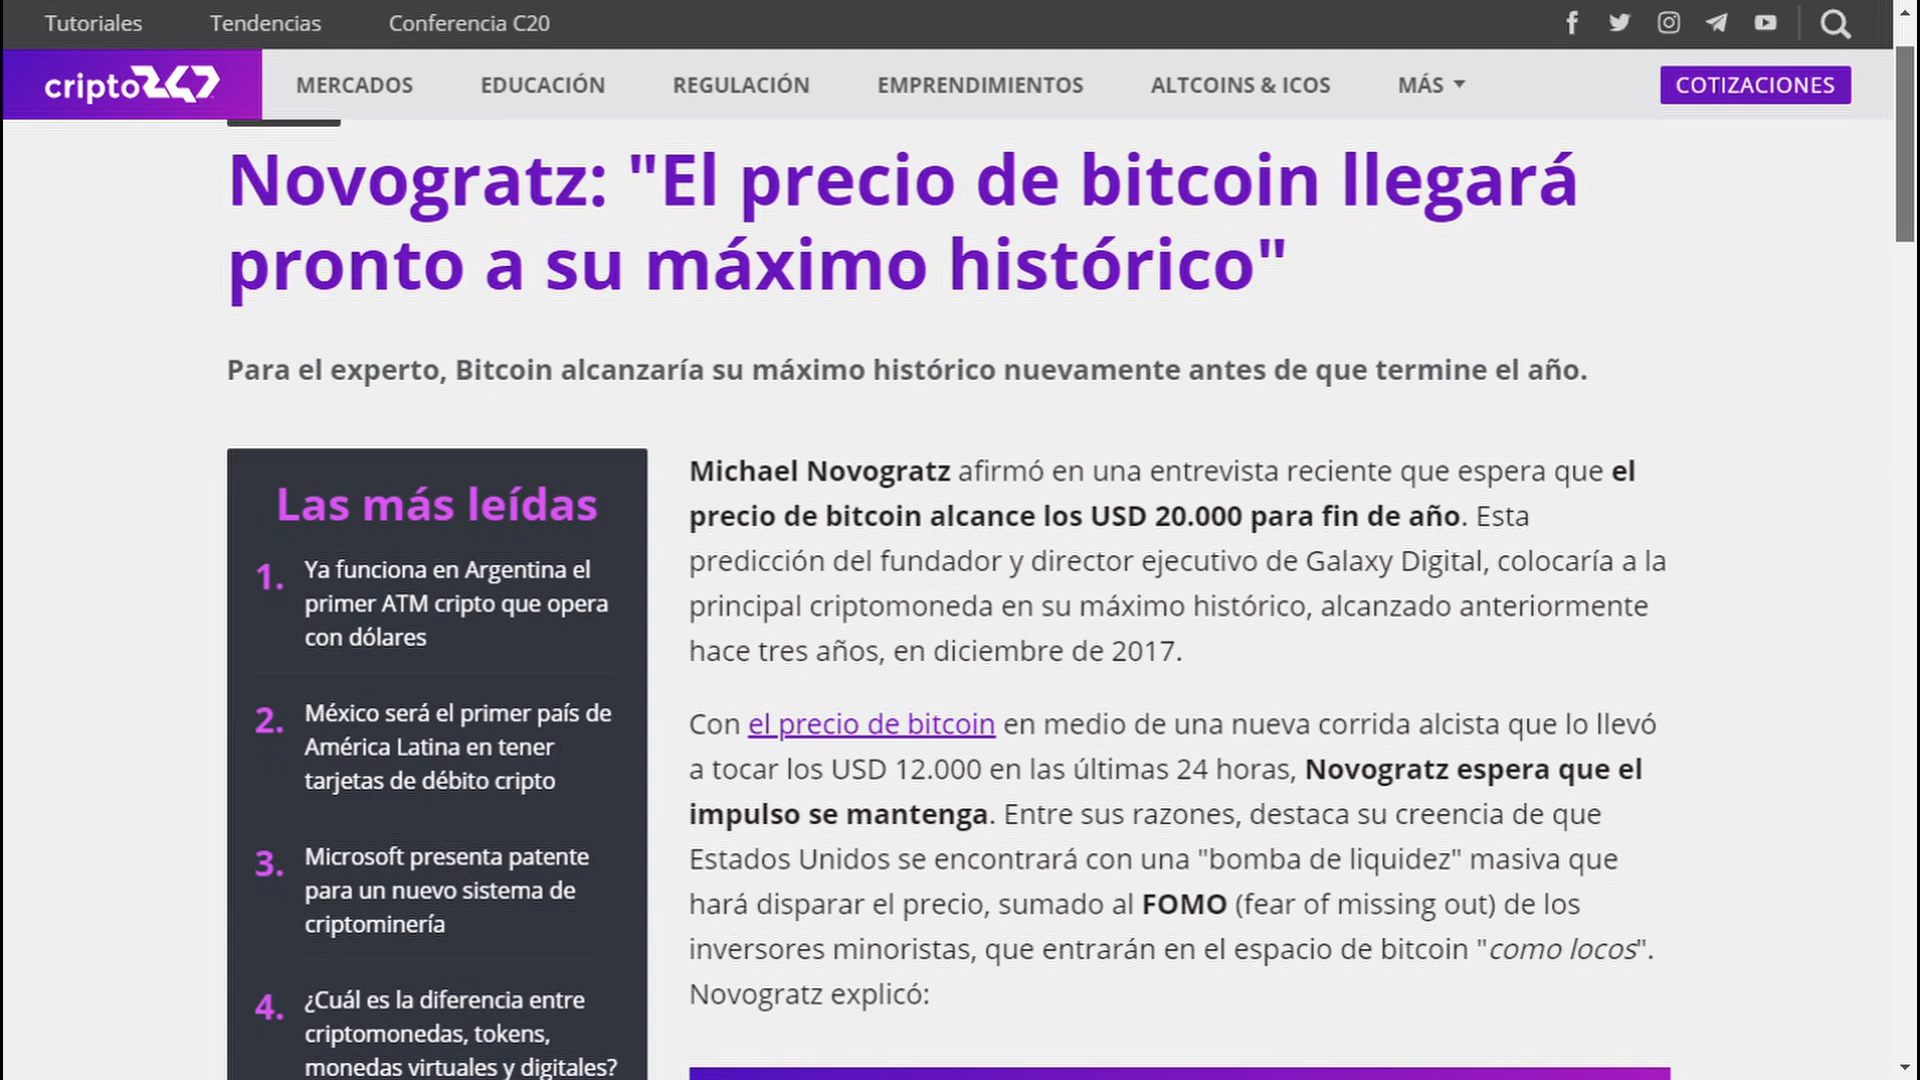 Tutoriales Tendencias Conferencia C20
cripto247 MERCADOS EDUCACIÓN REGULACIÓN EMPRENDIMIENTOS ALTCOINS & ICOS MÁS COTIZACIONES
Novogratz: "El precio de bitcoin llegará
pronto a su máximo histórico"
Para el experto, Bitcoin alcanzaría su máximo histórico nuevamente antes de que termine el año.
Las más leídas
1. Ya funciona en Argentina el
primer ATM cripto que opera
con dólares
2. México será el primer país de
América Latina en tener
tarjetas de débito cripto
3. Microsoft presenta patente
para un nuevo sistema de
criptominería
4. ¿Cuál es la diferencia entre
criptomonedas, tokens,
monedas virtuales y digitales?
Michael Novogratz afirmó en una entrevista reciente que espera que el
precio de bitcoin alcance los USD 20.000 para fin de año. Esta
predicción del fundador y director ejecutivo de Galaxy Digital, colocaría a la
principal criptomoneda en su máximo histórico, alcanzado anteriormente
hace tres años, en diciembre de 2017.
Con el precio de bitcoin en medio de una nueva corrida alcista que lo llevó
a tocar los USD 12.000 en las últimas 24 horas, Novogratz espera que el
impulso se mantenga. Entre sus razones, destaca su creencia de que
Estados Unidos se encontrará con una "bomba de liquidez" masiva que
hará disparar el precio, sumado al FOMO (fear of missing out) de los
inversores minoristas, que entrarán en el espacio de bitcoin "como locos".
Novogratz explicó: